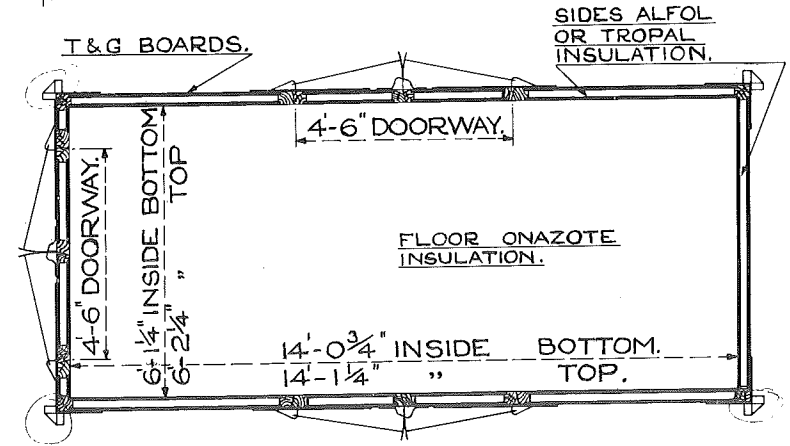 T&G BOARDS.
SIDES ALFOL
OR TROPAL
INSULATION.
4'-6" DOORWAY.
4'-6" DOORWAY.
6'-1¼" INSIDE BOTTOM
6'-2¼" " TOP
FLOOR ONAZOTE
INSULATION.
14'-0¾" INSIDE BOTTOM.
14'-1¼" " TOP.